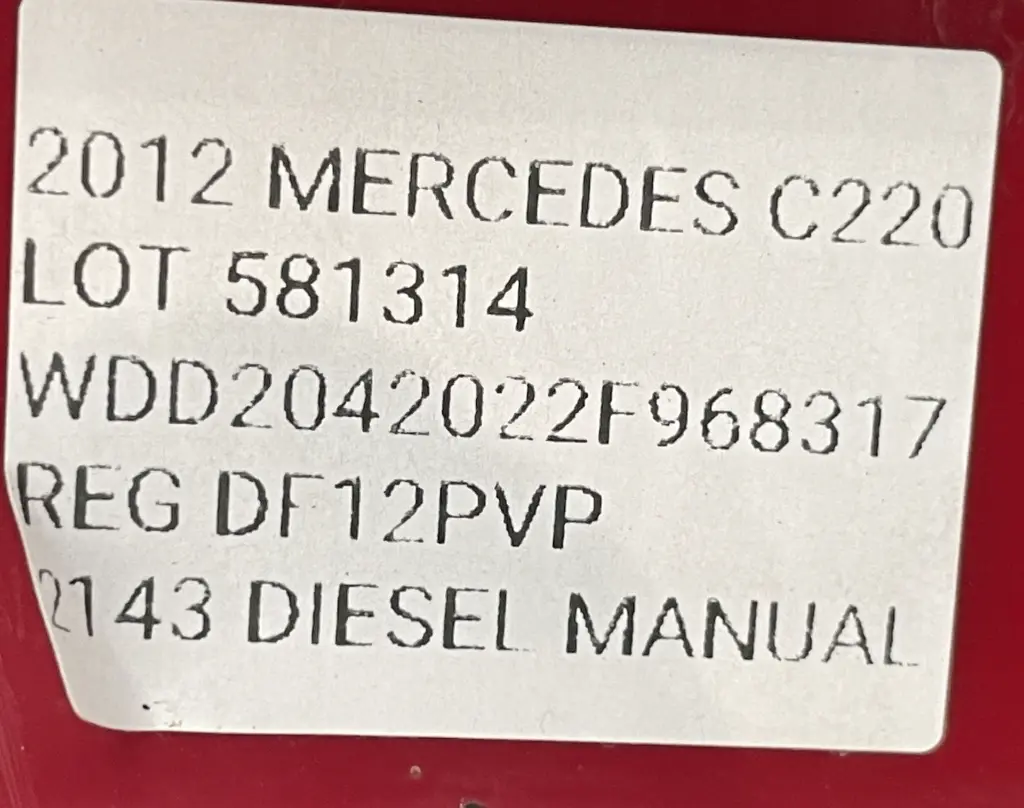 2012 MERCEDES C220
LOT 581314
WDD2042022F968317
REG DF12PVP
2143 DIESEL MANUAL